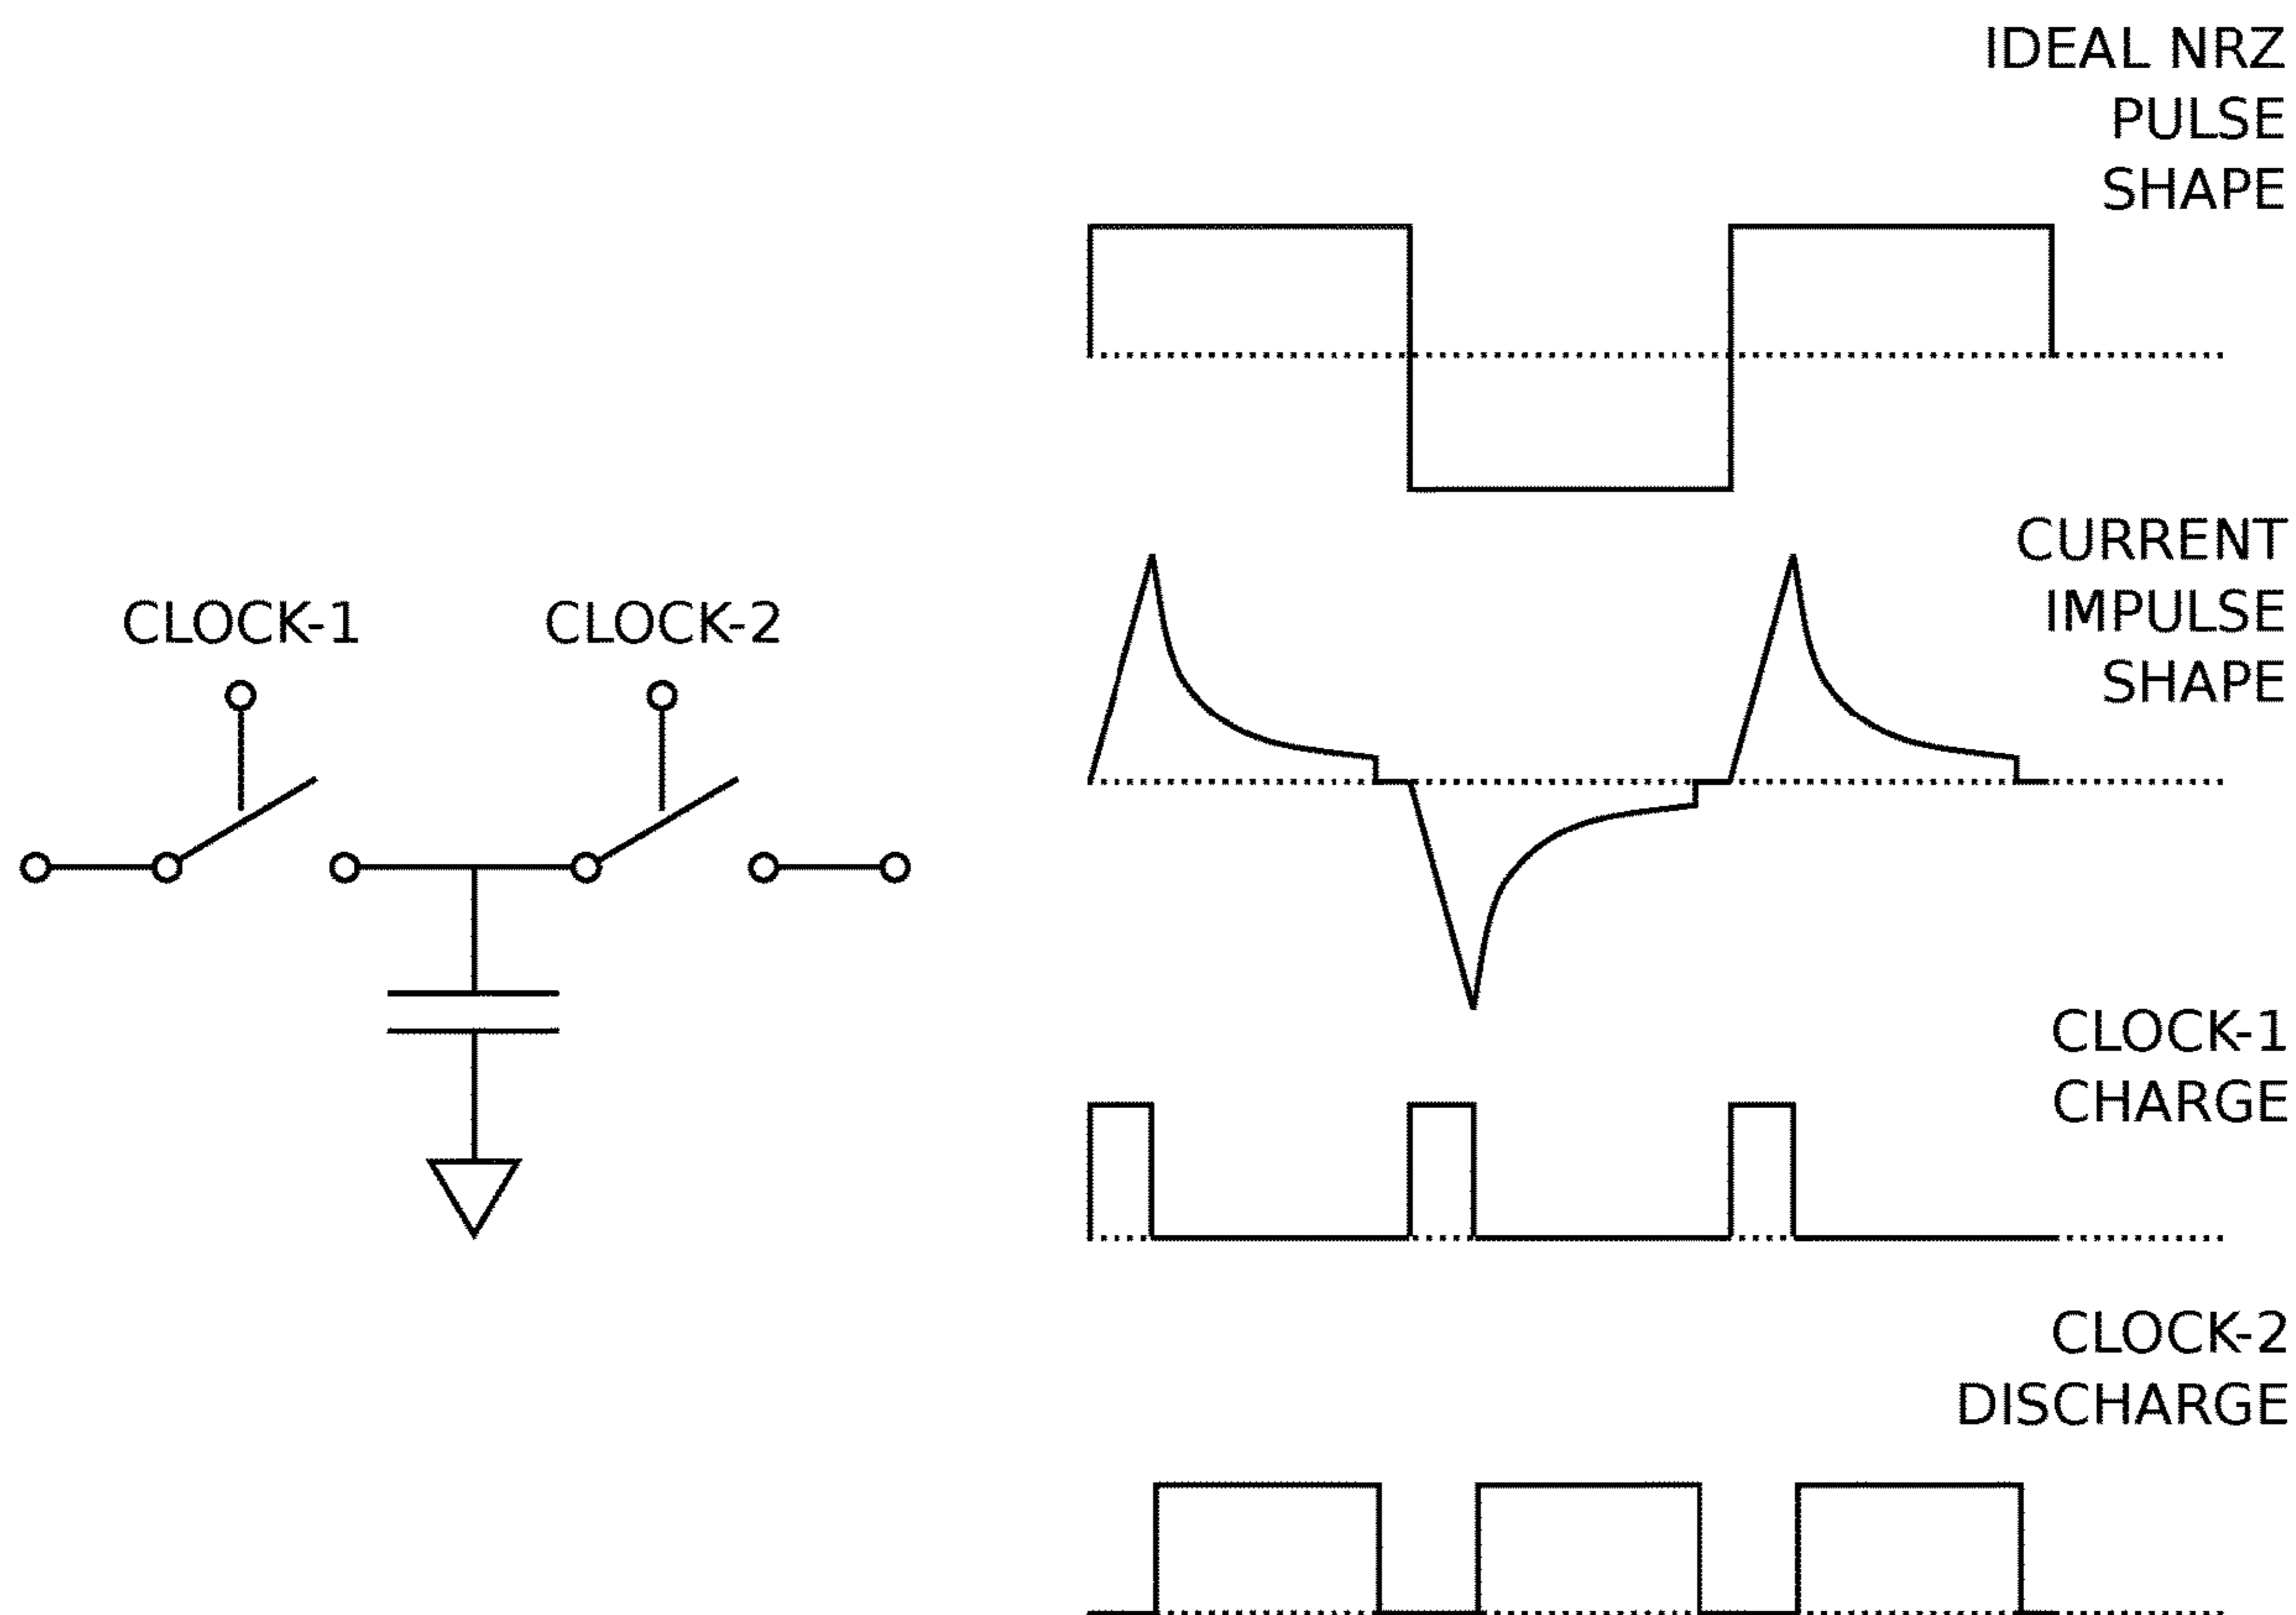 IDEAL NRZ
PULSE
SHAPE
CURRENT
IMPULSE
SHAPE
CLOCK-1
CLOCK-2
CLOCK-1
CHARGE
CLOCK-2
DISCHARGE